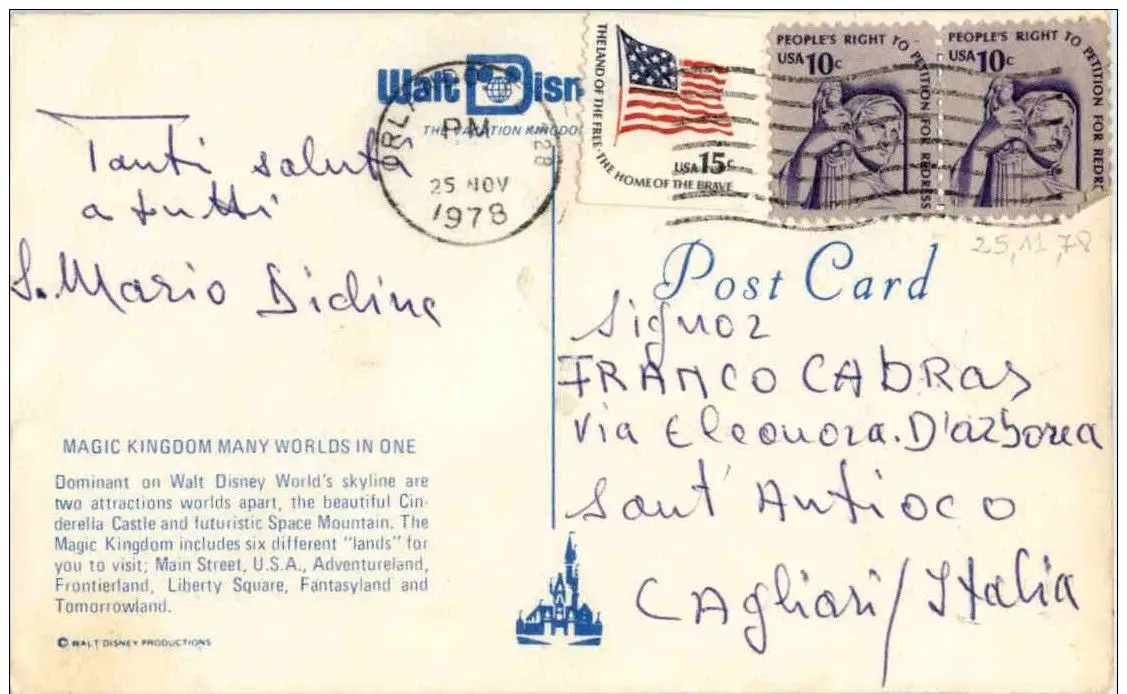 Walt Disn
THE VACATION KINGDO
PM
25 NOV
1978
THE LAND OF THE FREE · THE HOME OF THE BRAVE
USA 15c
PEOPLE'S RIGHT TO PETITION FOR REDRESS
USA 10c
PEOPLE'S RIGHT TO PETITION FOR REDRE
USA 10c
25,11,78
Tanti saluti
a tutti
S. Mario Didina
Post Card
Signor
FRANCO CABRAS
Via Eleonora. D'arborea
Sant' Antioco
CAgliari / Italia
MAGIC KINGDOM MANY WORLDS IN ONE
Dominant on Walt Disney World's skyline are
two attractions worlds apart, the beautiful Cin-
derella Castle and futuristic Space Mountain. The
Magic Kingdom includes six different "lands" for
you to visit; Main Street, U.S.A., Adventureland,
Frontierland, Liberty Square, Fantasyland and
Tomorrowland.
© WALT DISNEY PRODUCTIONS